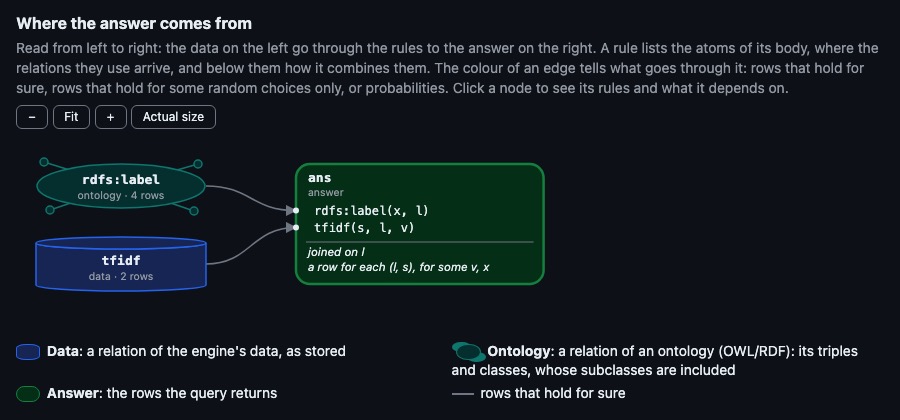 Where the answer comes from
Read from left to right: the data on the left go through the rules to the answer on the right. A rule lists the atoms of its body, where the
relations they use arrive, and below them how it combines them. The colour of an edge tells what goes through it: rows that hold for
sure, rows that hold for some random choices only, or probabilities. Click a node to see its rules and what it depends on.
− Fit + Actual size
rdfs:label
ontology · 4 rows
tfidf
data · 2 rows
ans
answer
rdfs:label(x, l)
tfidf(s, l, v)
joined on l
a row for each (l, s), for some v, x
Data: a relation of the engine's data, as stored
Ontology: a relation of an ontology (OWL/RDF): its triples
and classes, whose subclasses are included
Answer: the rows the query returns
rows that hold for sure